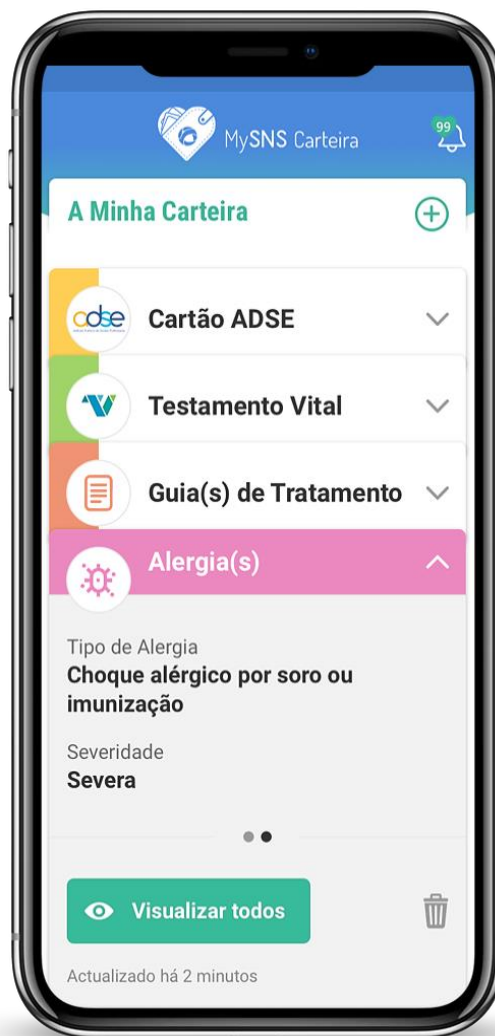 MySNS Carteira
99
A Minha Carteira
adse
Cartão ADSE
Testamento Vital
Guia(s) de Tratamento
Alergia(s)
Tipo de Alergia
Choque alérgico por soro ou
imunização
Severidade
Severa
Visualizar todos
Actualizado há 2 minutos